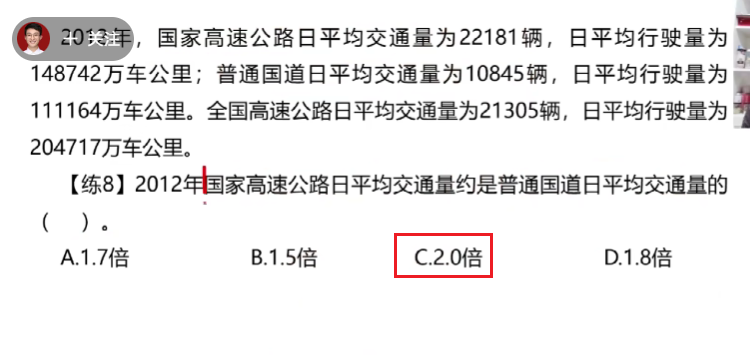 + 关注
年，国家高速公路日平均交通量为22181辆，日平均行驶量为
148742万车公里；普通国道日平均交通量为10845辆，日平均行驶量为
111164万车公里。全国高速公路日平均交通量为21305辆，日平均行驶量为
204717万车公里。
【练8】2012年国家高速公路日平均交通量约是普通国道日平均交通量的
（ ）。
A.1.7倍 B.1.5倍 C.2.0倍 D.1.8倍